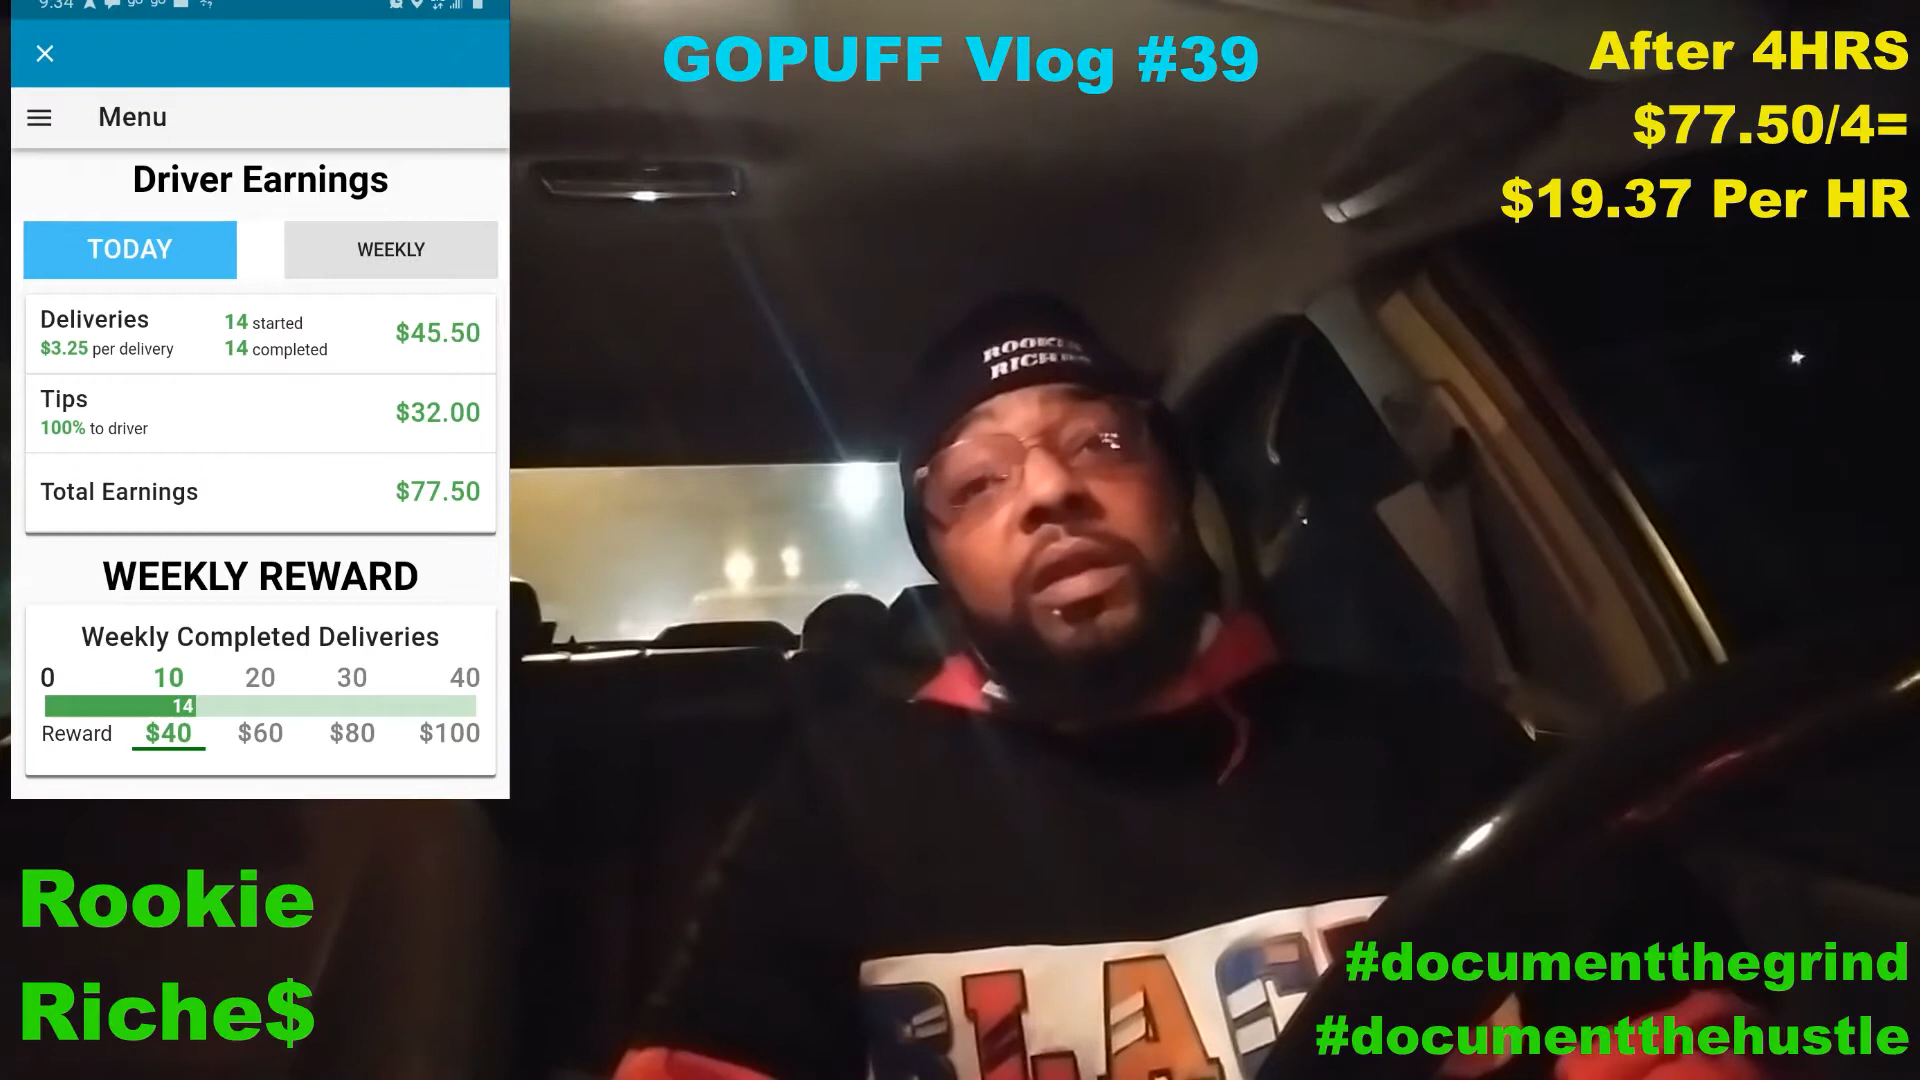 9:34
Menu
Driver Earnings
TODAY
WEEKLY
Deliveries
14 started
$45.50
$3.25 per delivery
14 completed
Tips
$32.00
100% to driver
Total Earnings
$77.50
WEEKLY REWARD
Weekly Completed Deliveries
0 10 20 30 40
14
Reward $40 $60 $80 $100
GOPUFF Vlog #39
After 4HRS
$77.50/4=
$19.37 Per HR
ROOKIE
Rookie
Riche$
#documentthegrind
#documentthehustle